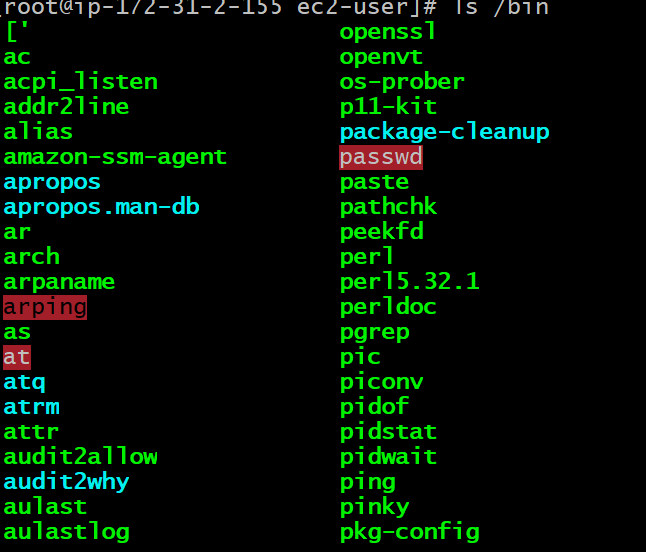 [root@ip-172-31-2-155 ec2-user]# ls /bin
['                      openssl
ac                      openvt
acpi_listen             os-prober
addr2line               p11-kit
alias                   package-cleanup
amazon-ssm-agent        passwd
apropos                 paste
apropos.man-db          pathchk
ar                      peekfd
arch                    perl
arpaname                perl5.32.1
arping                  perldoc
as                      pgrep
at                      pic
atq                     piconv
atrm                    pidof
attr                    pidstat
audit2allow             pidwait
audit2why               ping
aulast                  pinky
aulastlog               pkg-config